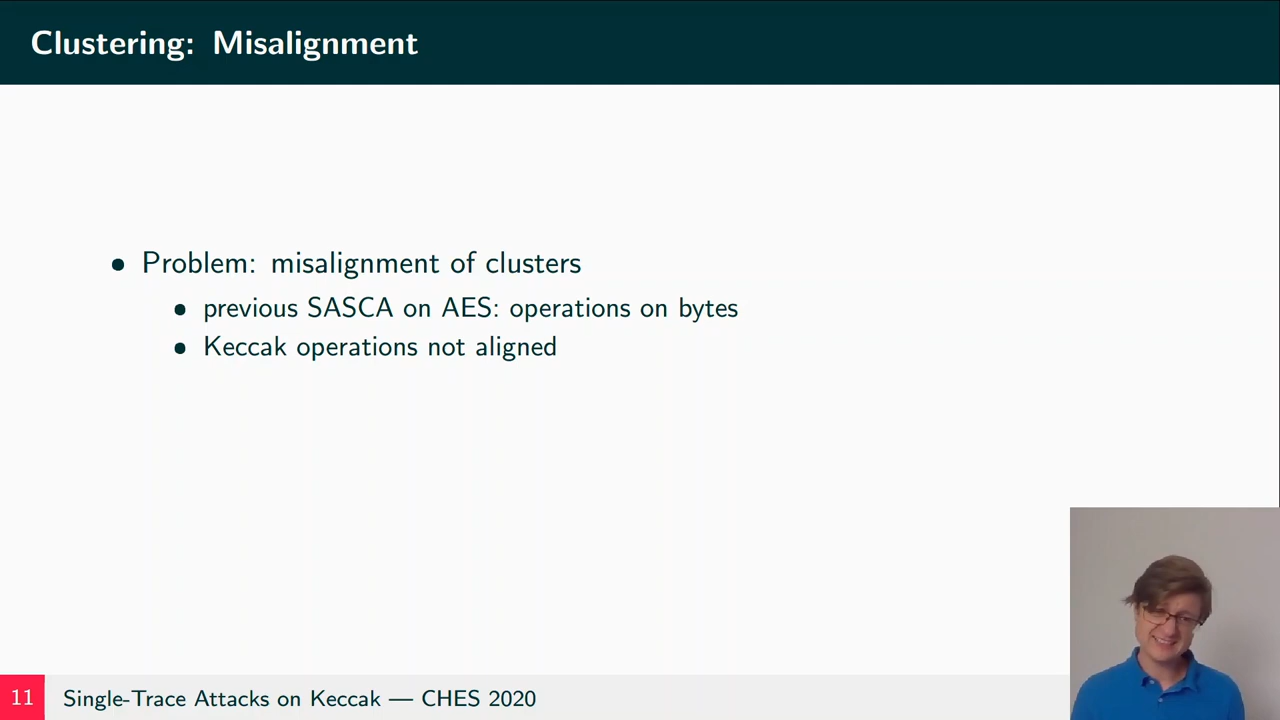 Clustering: Misalignment
• Problem: misalignment of clusters
• previous SASCA on AES: operations on bytes
• Keccak operations not aligned
11 Single-Trace Attacks on Keccak — CHES 2020